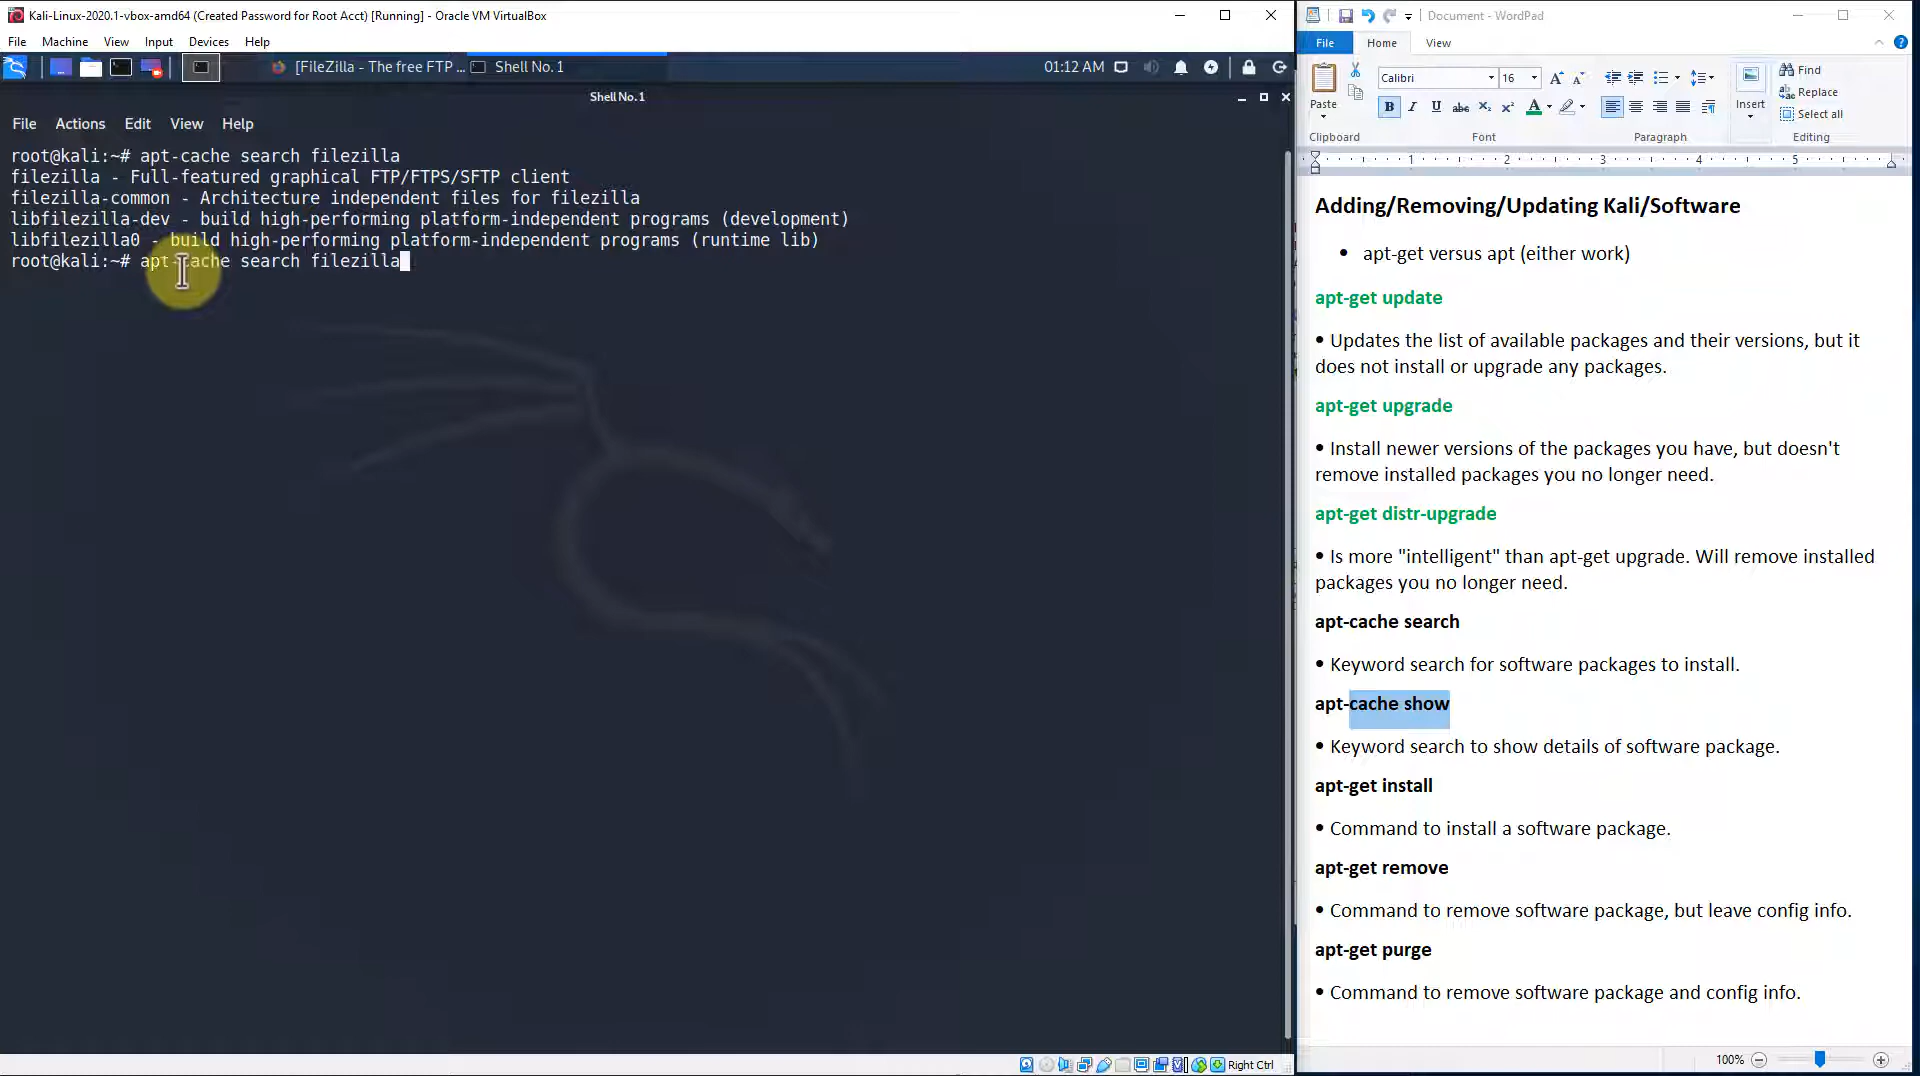 Kali-Linux-2020.1-vbox-amd64 (Created Password for Root Acct) [Running] - Oracle VM VirtualBox
File Machine View Input Devices Help
[FileZilla - The free FTP ... Shell No. 1 01:12 AM
Shell No. 1
File Actions Edit View Help
root@kali:~# apt-cache search filezilla
filezilla - Full-featured graphical FTP/FTPS/SFTP client
filezilla-common - Architecture independent files for filezilla
libfilezilla-dev - build high-performing platform-independent programs (development)
libfilezilla0 - build high-performing platform-independent programs (runtime lib)
root@kali:~# apt-cache search filezilla
Right Ctrl
Document - WordPad
File Home View
Paste
Clipboard
Calibri 16
Font
Paragraph
Insert
Find
Replace
Select all
Editing
1 2 3 4 5
Adding/Removing/Updating Kali/Software
• apt-get versus apt (either work)
apt-get update
• Updates the list of available packages and their versions, but it
does not install or upgrade any packages.
apt-get upgrade
• Install newer versions of the packages you have, but doesn't
remove installed packages you no longer need.
apt-get distr-upgrade
• Is more "intelligent" than apt-get upgrade. Will remove installed
packages you no longer need.
apt-cache search
• Keyword search for software packages to install.
apt-cache show
• Keyword search to show details of software package.
apt-get install
• Command to install a software package.
apt-get remove
• Command to remove software package, but leave config info.
apt-get purge
• Command to remove software package and config info.
100%